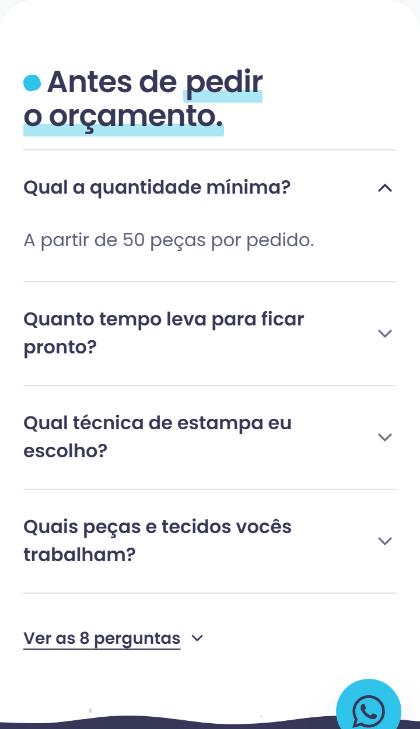 Antes de pedir
o orçamento.
Qual a quantidade mínima?
A partir de 50 peças por pedido.
Quanto tempo leva para ficar
pronto?
Qual técnica de estampa eu
escolho?
Quais peças e tecidos vocês
trabalham?
Ver as 8 perguntas